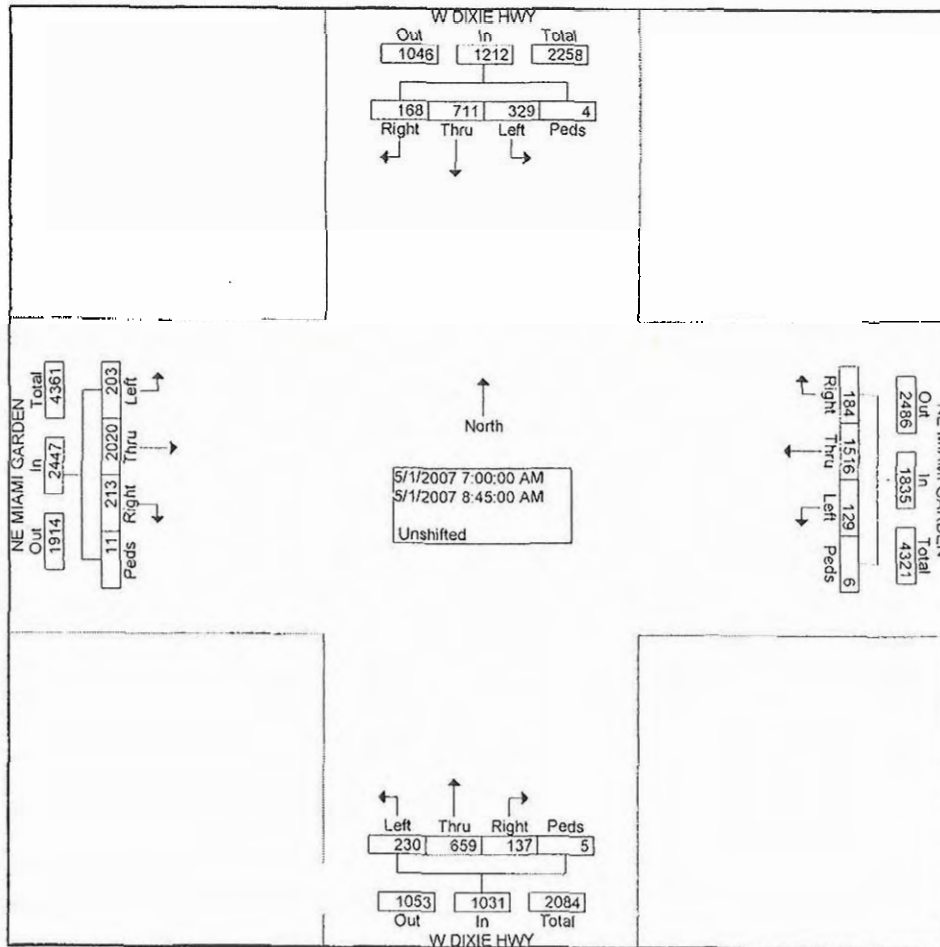 W DIXIE HWY
Out In Total
1046 1212 2258
168 711 329 4
Right Thru Left Peds
NE MIAMI GARDEN
Out In Total
1914 2447 4361
203 2020 213 11
Left Thru Right Peds
North
5/1/2007 7:00:00 AM
5/1/2007 8:45:00 AM
Unshifted
Right Thru Left Peds
184 1516 129 6
Out In Total
2486 1835 4321
Left Thru Right Peds
230 659 137 5
1053 1031 2084
Out In Total
W DIXIE HWY